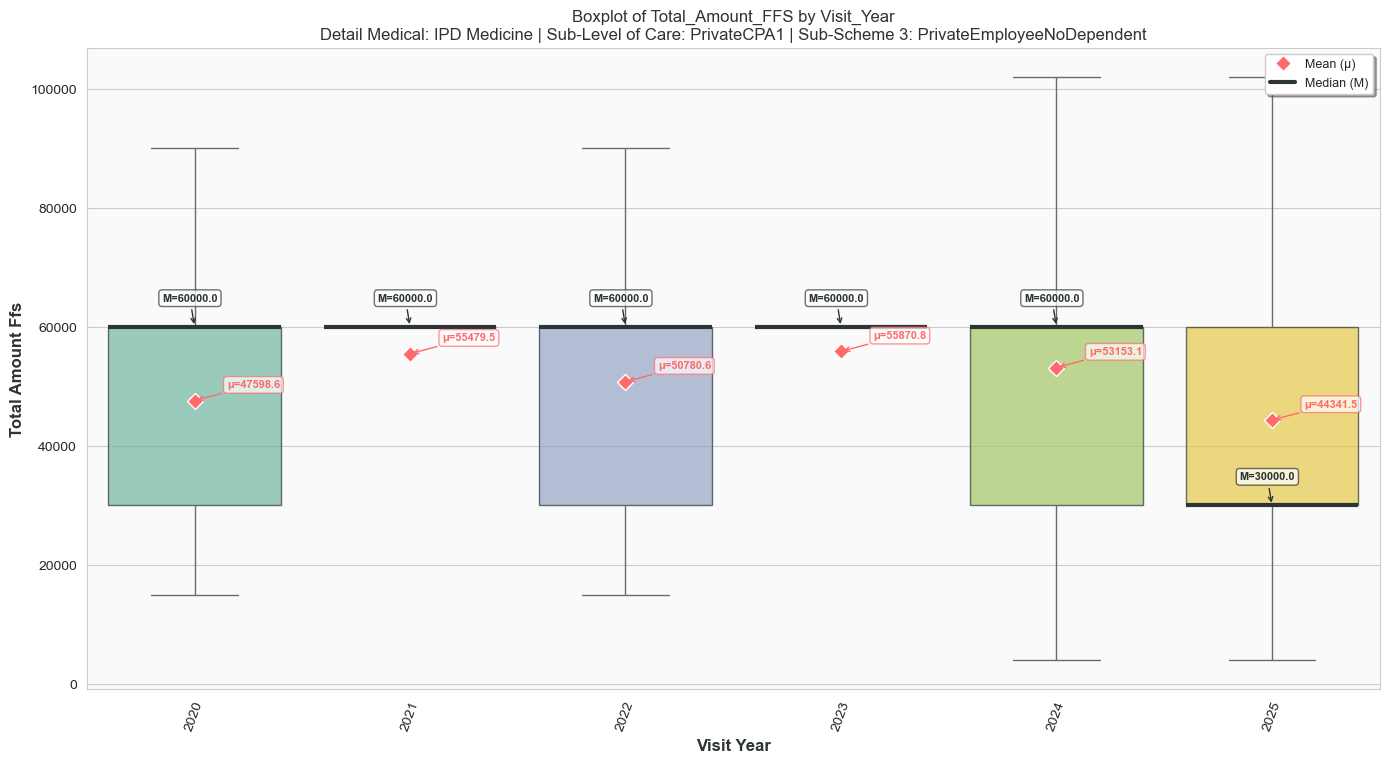 Boxplot of Total_Amount_FFS by Visit_Year
Detail Medical: IPD Medicine | Sub-Level of Care: PrivateCPA1 | Sub-Scheme 3: PrivateEmployeeNoDependent
Mean (μ)
Median (M)
Total Amount Ffs
100000
80000
60000
40000
20000
0
M=60000.0
μ=47598.6
M=60000.0
μ=55479.5
M=60000.0
μ=50780.6
M=60000.0
μ=55870.8
M=60000.0
μ=53153.1
M=30000.0
μ=44341.5
2020
2021
2022
2023
2024
2025
Visit Year